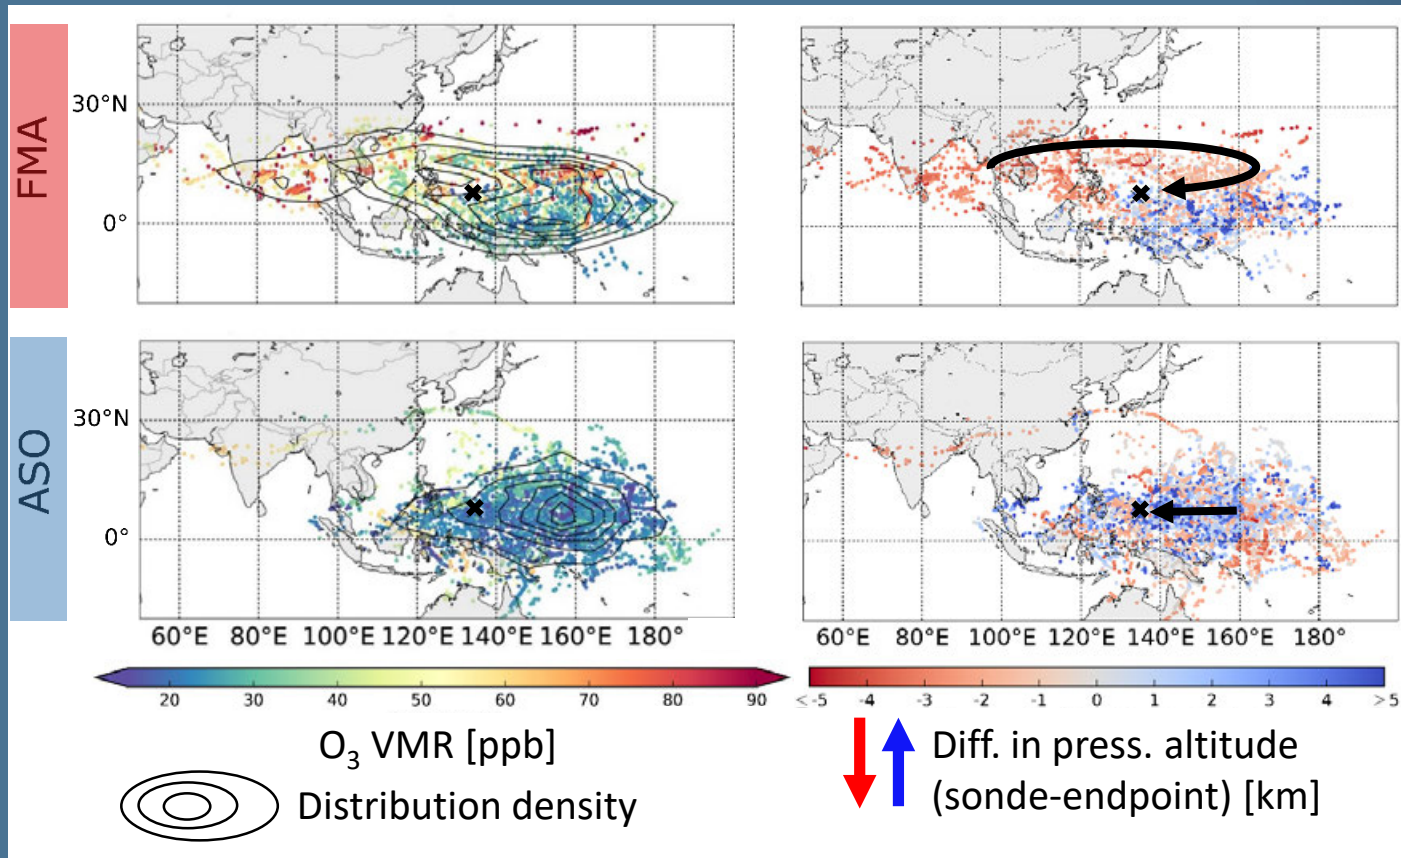 FMA
30°N
0°
ASO
30°N
0°
60°E 80°E 100°E 120°E 140°E 160°E 180°
60°E 80°E 100°E 120°E 140°E 160°E 180°
20 30 40 50 60 70 80 90
<-5 -4 -3 -2 -1 0 1 2 3 4 >5
O₃ VMR [ppb]
Distribution density
Diff. in press. altitude
(sonde-endpoint) [km]